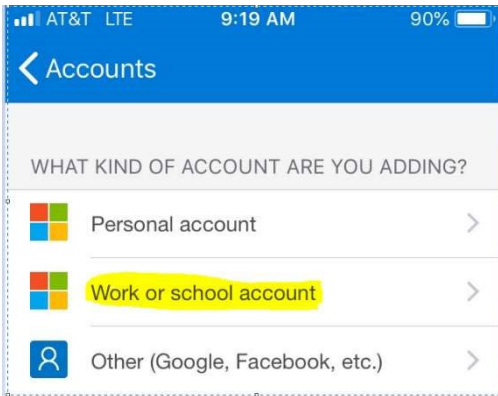 AT&T LTE 9:19 AM 90%
Accounts
WHAT KIND OF ACCOUNT ARE YOU ADDING?
Personal account
Work or school account
Other (Google, Facebook, etc.)